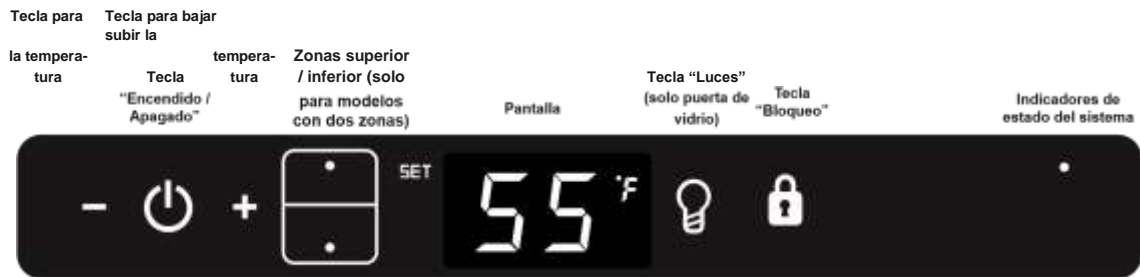 Tecla para Tecla para bajar
subir la
la tempera- tempera- Zonas superior
tura Tecla tura / inferior (solo Tecla “Luces”
“Encendido / para modelos Pantalla (solo puerta de Tecla Indicadores de
Apagado” con dos zonas) vidrio) “Bloqueo” estado del sistema
SET
55 °F